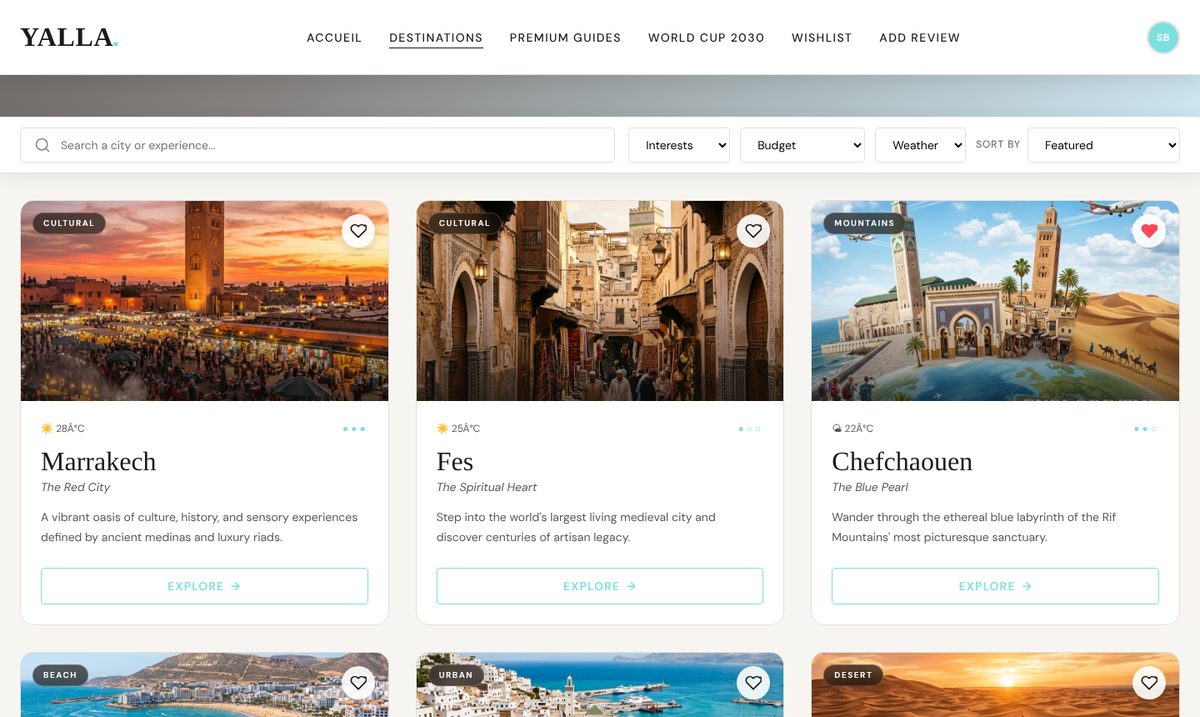 YALLA.
ACCUEIL
DESTINATIONS
PREMIUM GUIDES
WORLD CUP 2030
WISHLIST
ADD REVIEW
SB
Search a city or experience...
Interests
Budget
Weather
SORT BY
Featured
CULTURAL
CULTURAL
MOUNTAINS
28Â°C
Marrakech
The Red City
A vibrant oasis of culture, history, and sensory experiences
defined by ancient medinas and luxury riads.
EXPLORE →
25Â°C
Fes
The Spiritual Heart
Step into the world's largest living medieval city and
discover centuries of artisan legacy.
EXPLORE →
22Â°C
Chefchaouen
The Blue Pearl
Wander through the ethereal blue labyrinth of the Rif
Mountains' most picturesque sanctuary.
EXPLORE →
BEACH
URBAN
DESERT